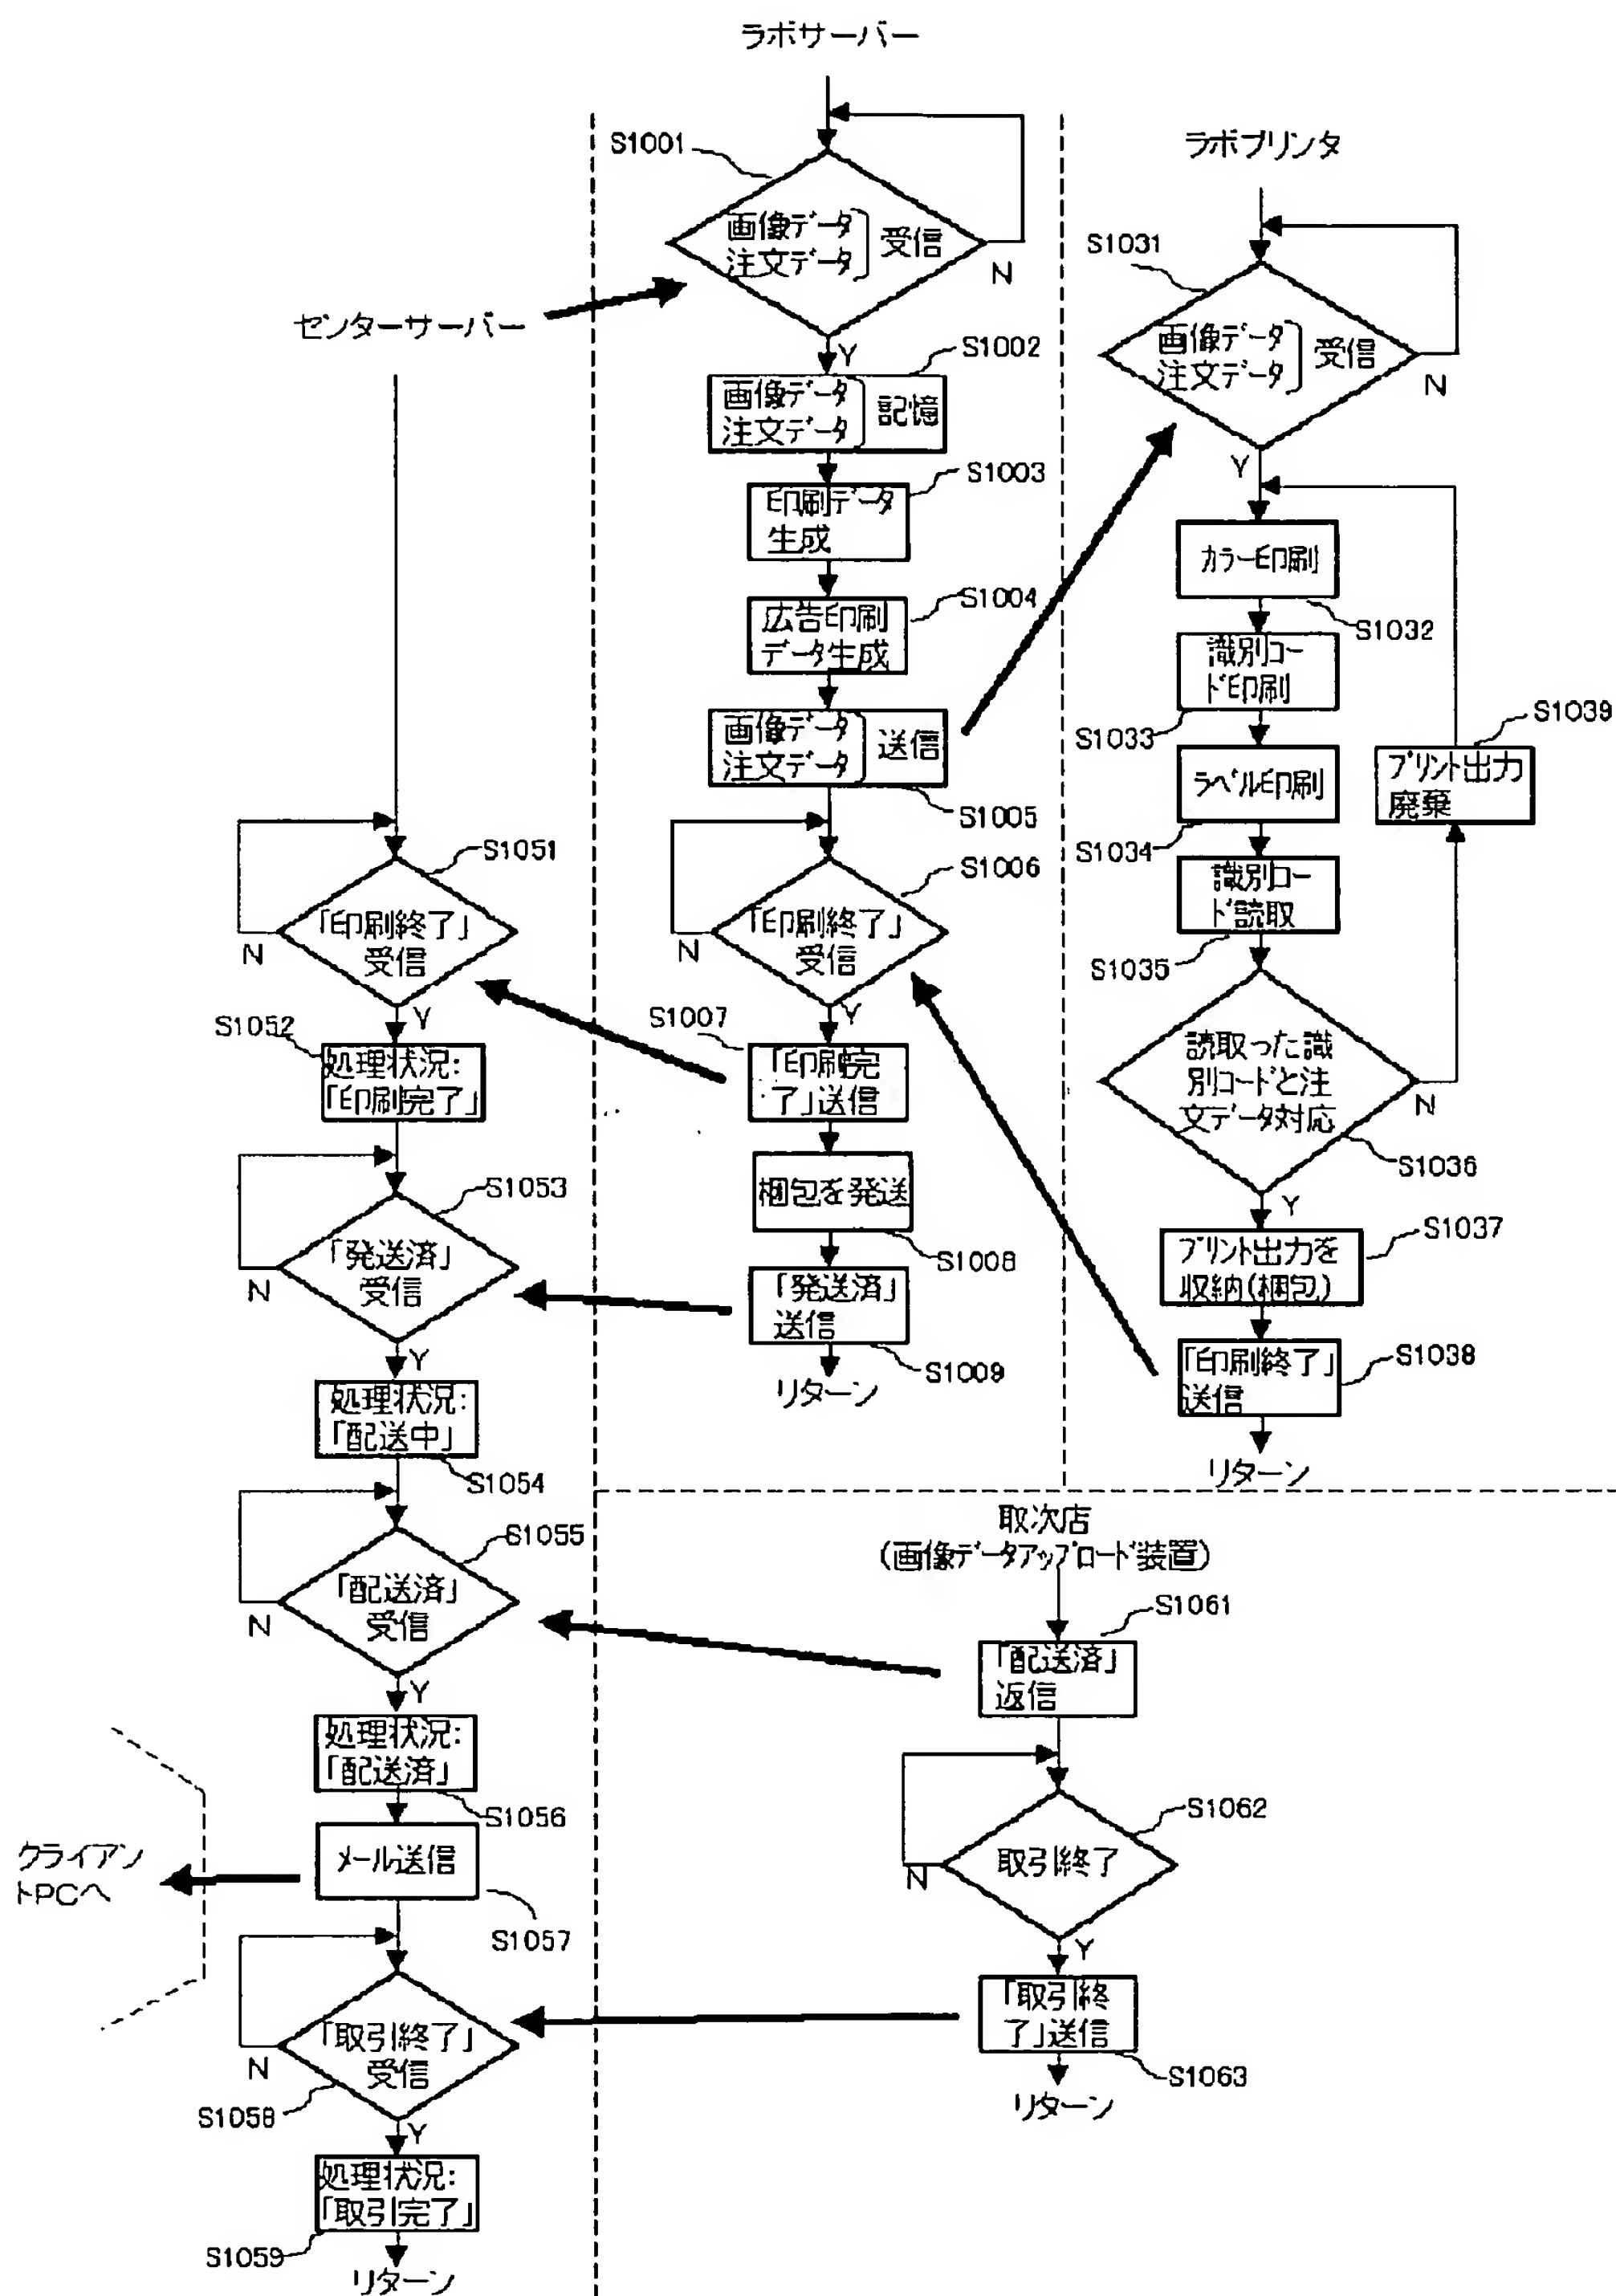 ラボサーバー
S1001
画像データ
注文データ
受信
N
Y
S1002
画像データ
注文データ
記憶
S1003
印刷データ
生成
S1004
広告印刷
データ生成
画像データ
注文データ
送信
S1005
S1006
「印刷終了」
受信
N
Y
S1007
「印刷完
了」送信
梱包を発送
S1008
「発送済」
送信
S1009
リターン
ラボプリンタ
S1031
画像データ
注文データ
受信
N
Y
カラー印刷
S1032
識別コー
ド印刷
S1033
ラベル印刷
S1034
識別コー
ド読取
S1035
読取った識
別コードと注
文データ対応
N
S1036
Y
S1039
プリント出力
廃棄
プリント出力を
収納(梱包)
S1037
「印刷終了」
送信
S1038
リターン
センターサーバー
S1051
「印刷終了」
受信
N
Y
S1052
処理状況:
「印刷完了」
S1053
「発送済」
受信
N
Y
処理状況:
「配送中」
S1054
S1055
「配送済」
受信
N
Y
処理状況:
「配送済」
S1056
メール送信
S1057
クライアン
トPCへ
「取引終了」
受信
N
S1058
Y
処理状況:
「取引完了」
S1059
リターン
取次店
(画像データアップロード装置)
S1061
「配送済」
返信
S1062
取引終了
N
Y
「取引終
了」送信
S1063
リターン